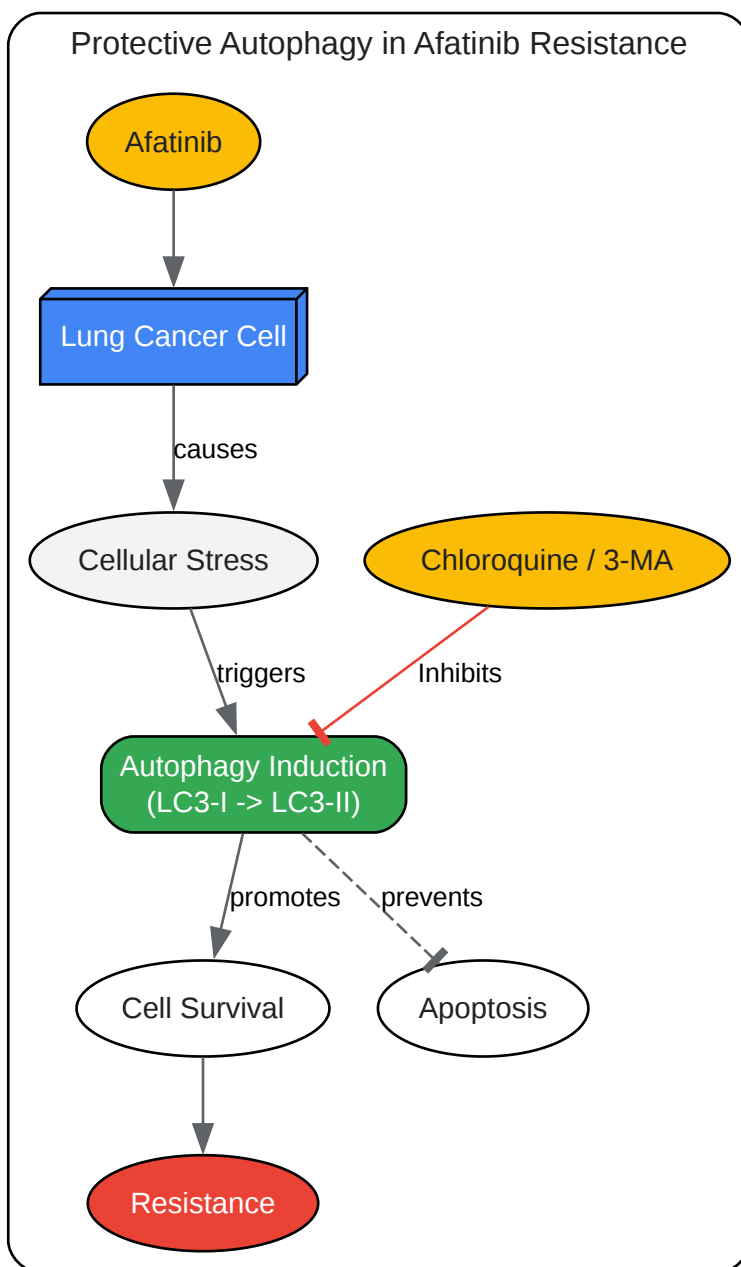 Protective Autophagy in Afatinib Resistance
Afatinib
Lung Cancer Cell
causes
Cellular Stress
Chloroquine / 3-MA
triggers
Inhibits
Autophagy Induction
(LC3-I -> LC3-II)
promotes
prevents
Cell Survival
Apoptosis
Resistance